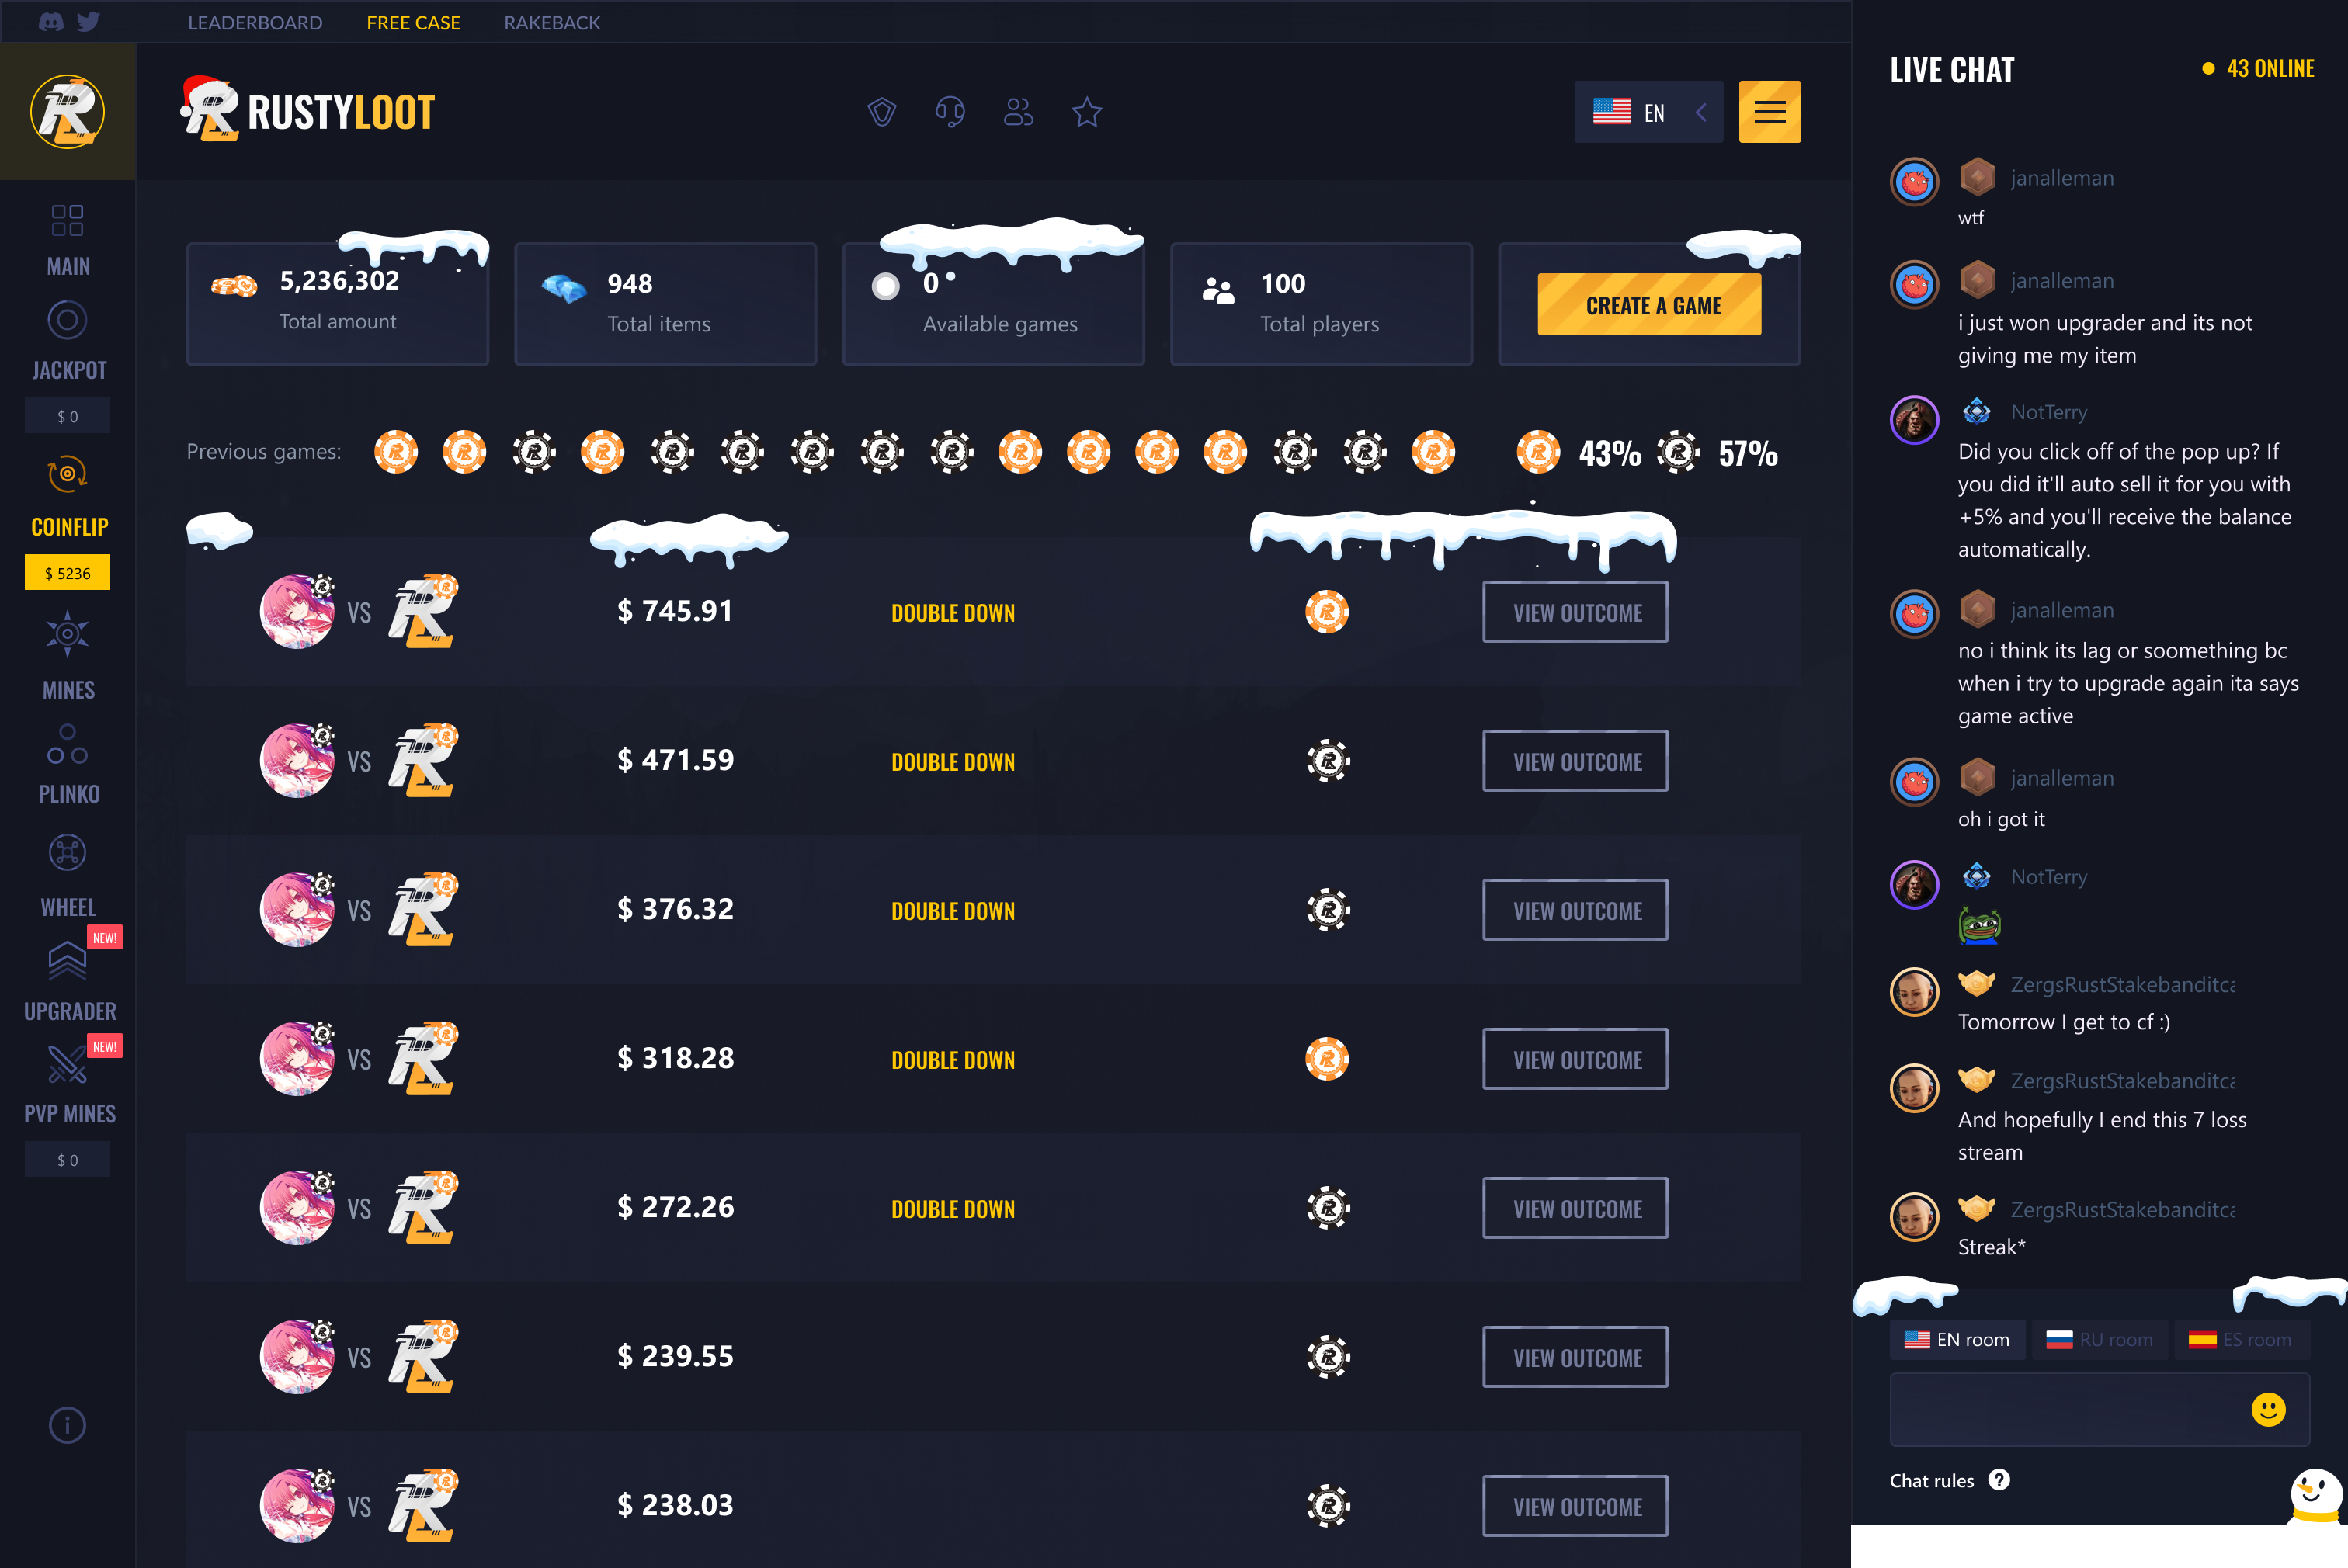 LEADERBOARD FREE CASE RAKEBACK
RUSTYLOOT
EN
MAIN
JACKPOT
$ 0
COINFLIP
$ 5236
MINES
PLINKO
WHEEL
NEW!
UPGRADER
NEW!
PVP MINES
$ 0
5,236,302
Total amount
948
Total items
0
Available games
100
Total players
CREATE A GAME
Previous games:
43% 57%
VS $ 745.91 DOUBLE DOWN VIEW OUTCOME
VS $ 471.59 DOUBLE DOWN VIEW OUTCOME
VS $ 376.32 DOUBLE DOWN VIEW OUTCOME
VS $ 318.28 DOUBLE DOWN VIEW OUTCOME
VS $ 272.26 DOUBLE DOWN VIEW OUTCOME
VS $ 239.55 VIEW OUTCOME
VS $ 238.03 VIEW OUTCOME
LIVE CHAT 43 ONLINE
janalleman
wtf
janalleman
i just won upgrader and its not
giving me my item
NotTerry
Did you click off of the pop up? If
you did it'll auto sell it for you with
+5% and you'll receive the balance
automatically.
janalleman
no i think its lag or soomething bc
when i try to upgrade again ita says
game active
janalleman
oh i got it
NotTerry
ZergsRustStakebanditca
Tomorrow I get to cf :)
ZergsRustStakebanditca
And hopefully I end this 7 loss
stream
ZergsRustStakebanditca
Streak*
EN room RU room ES room
Chat rules ?